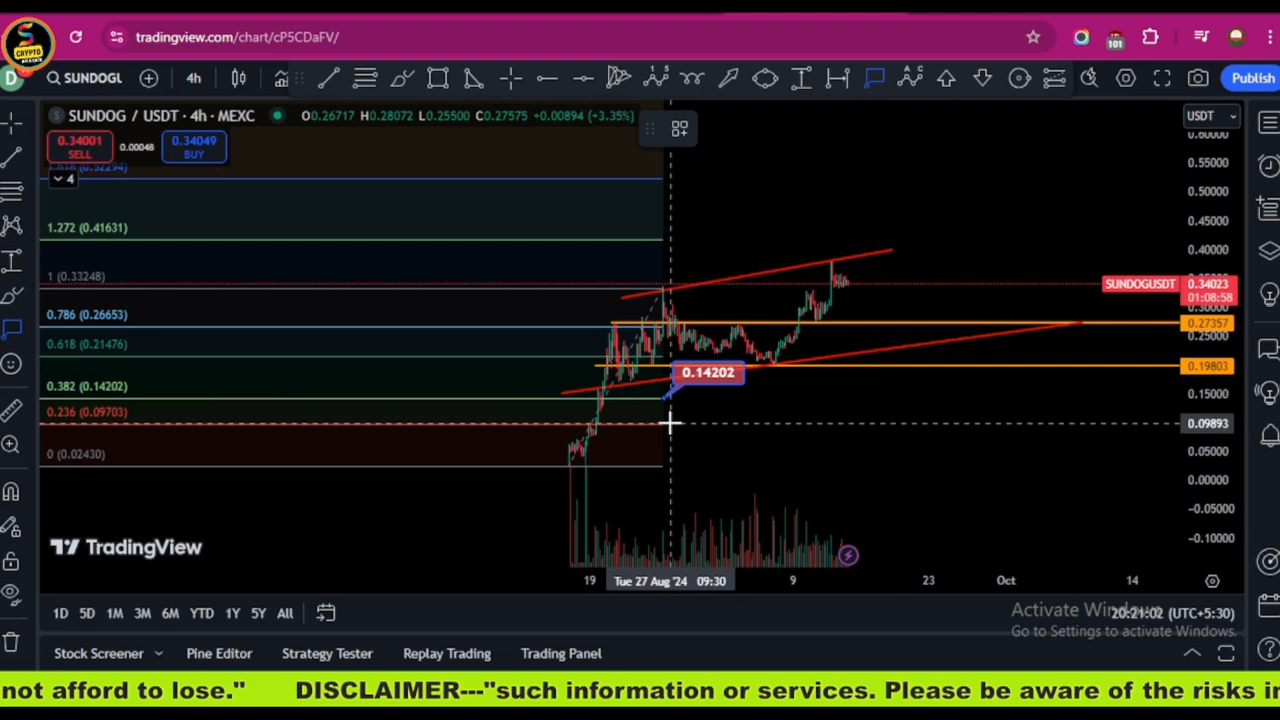 tradingview.com/chart/cP5CDaFV/
101
CRYPTO
D SUNDOGU 4h Publish
SUNDOG / USDT · 4h · MEXC O0.26717 H0.28072 L0.25500 C0.27575 +0.00894 (+3.35%)
USDT
0.34001 SELL
0.00048
0.34049 BUY
1.618 (0.52294)
4
1.272 (0.41631)
1 (0.33248)
0.786 (0.26653)
0.618 (0.21476)
0.382 (0.14202)
0.236 (0.09703)
0 (0.02430)
0.14202
0.60000
0.55000
0.50000
0.45000
0.40000
SUNDOGUSDT 0.34023
01:08:58
0.30000
0.27357
0.25000
0.19803
0.15000
0.09893
0.05000
0.00000
-0.05000
-0.10000
TradingView
19 Tue 27 Aug '24 09:30 9 23 Oct 14
1D 5D 1M 3M 6M YTD 1Y 5Y All
20:21:02 (UTC+5:30)
Activate Windows
Go to Settings to activate Windows.
Stock Screener Pine Editor Strategy Tester Replay Trading Trading Panel
not afford to lose." DISCLAIMER---"such information or services. Please be aware of the risks in